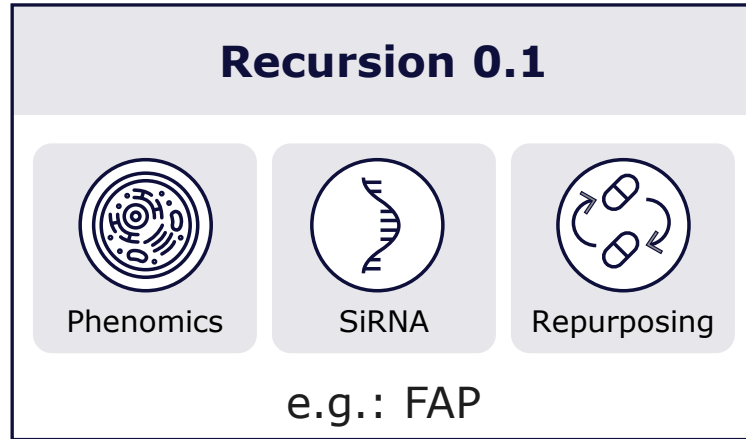 Recursion 0.1
Phenomics
SiRNA
Repurposing
e.g.: FAP